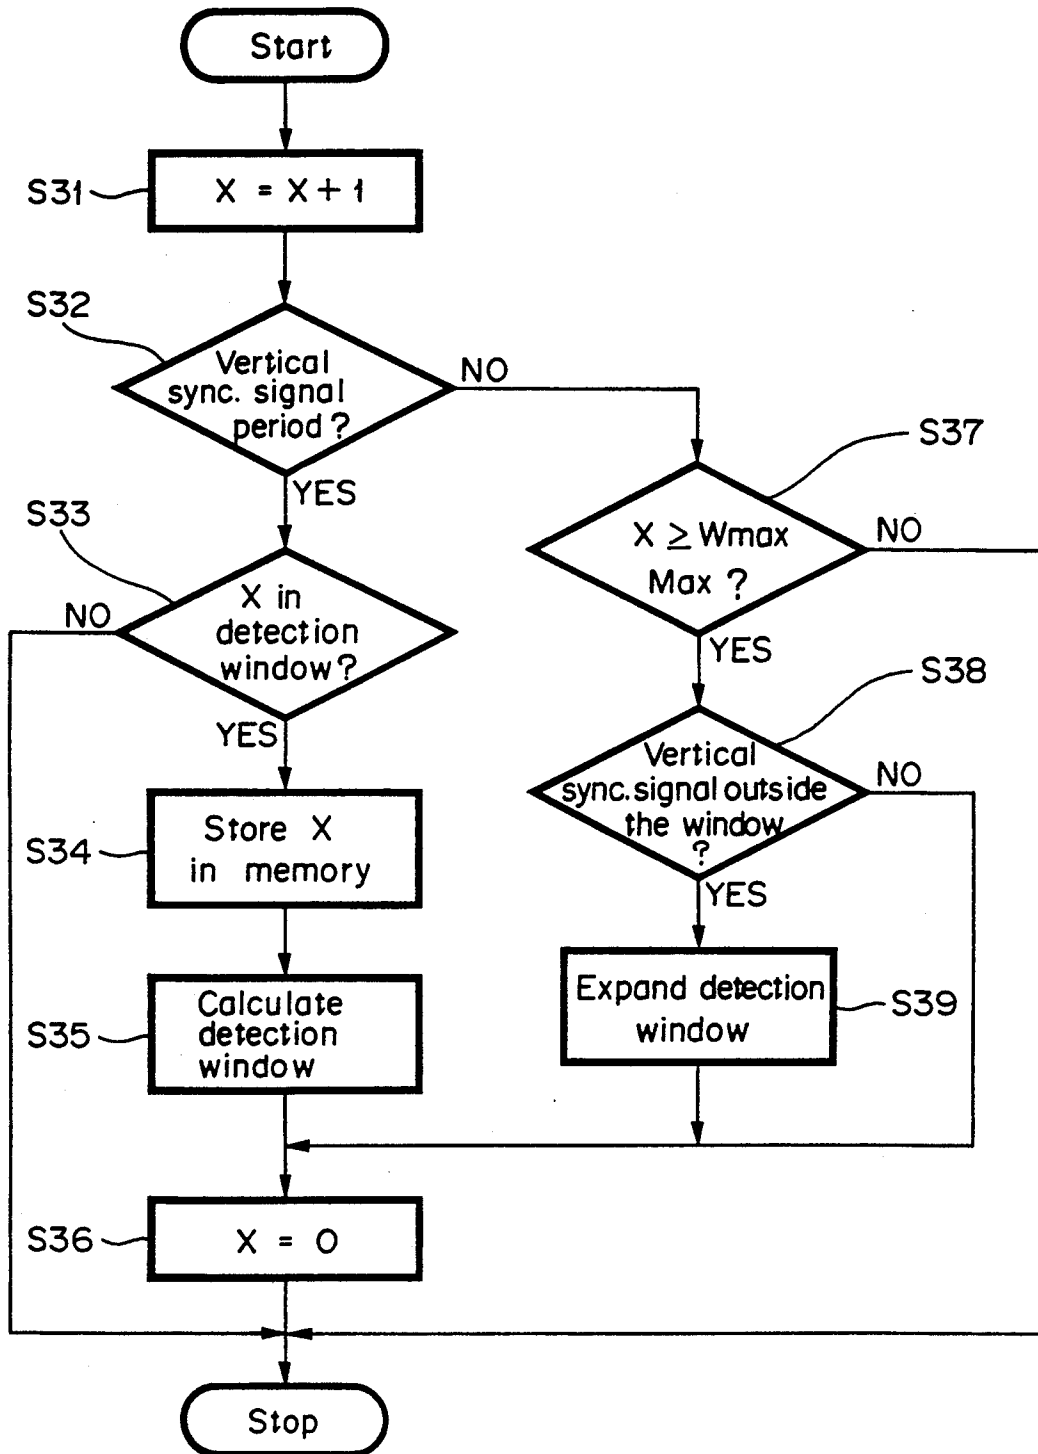 Start
S31
X = X + 1
S32
Vertical
sync. signal
period ?
NO
YES
S33
X in
detection
window?
NO
YES
S34
Store X
in memory
S35
Calculate
detection
window
S36
X = 0
Stop
S37
X ≥ Wmax
Max ?
NO
YES
S38
Vertical
sync. signal outside
the window
?
NO
YES
Expand detection
window
S39